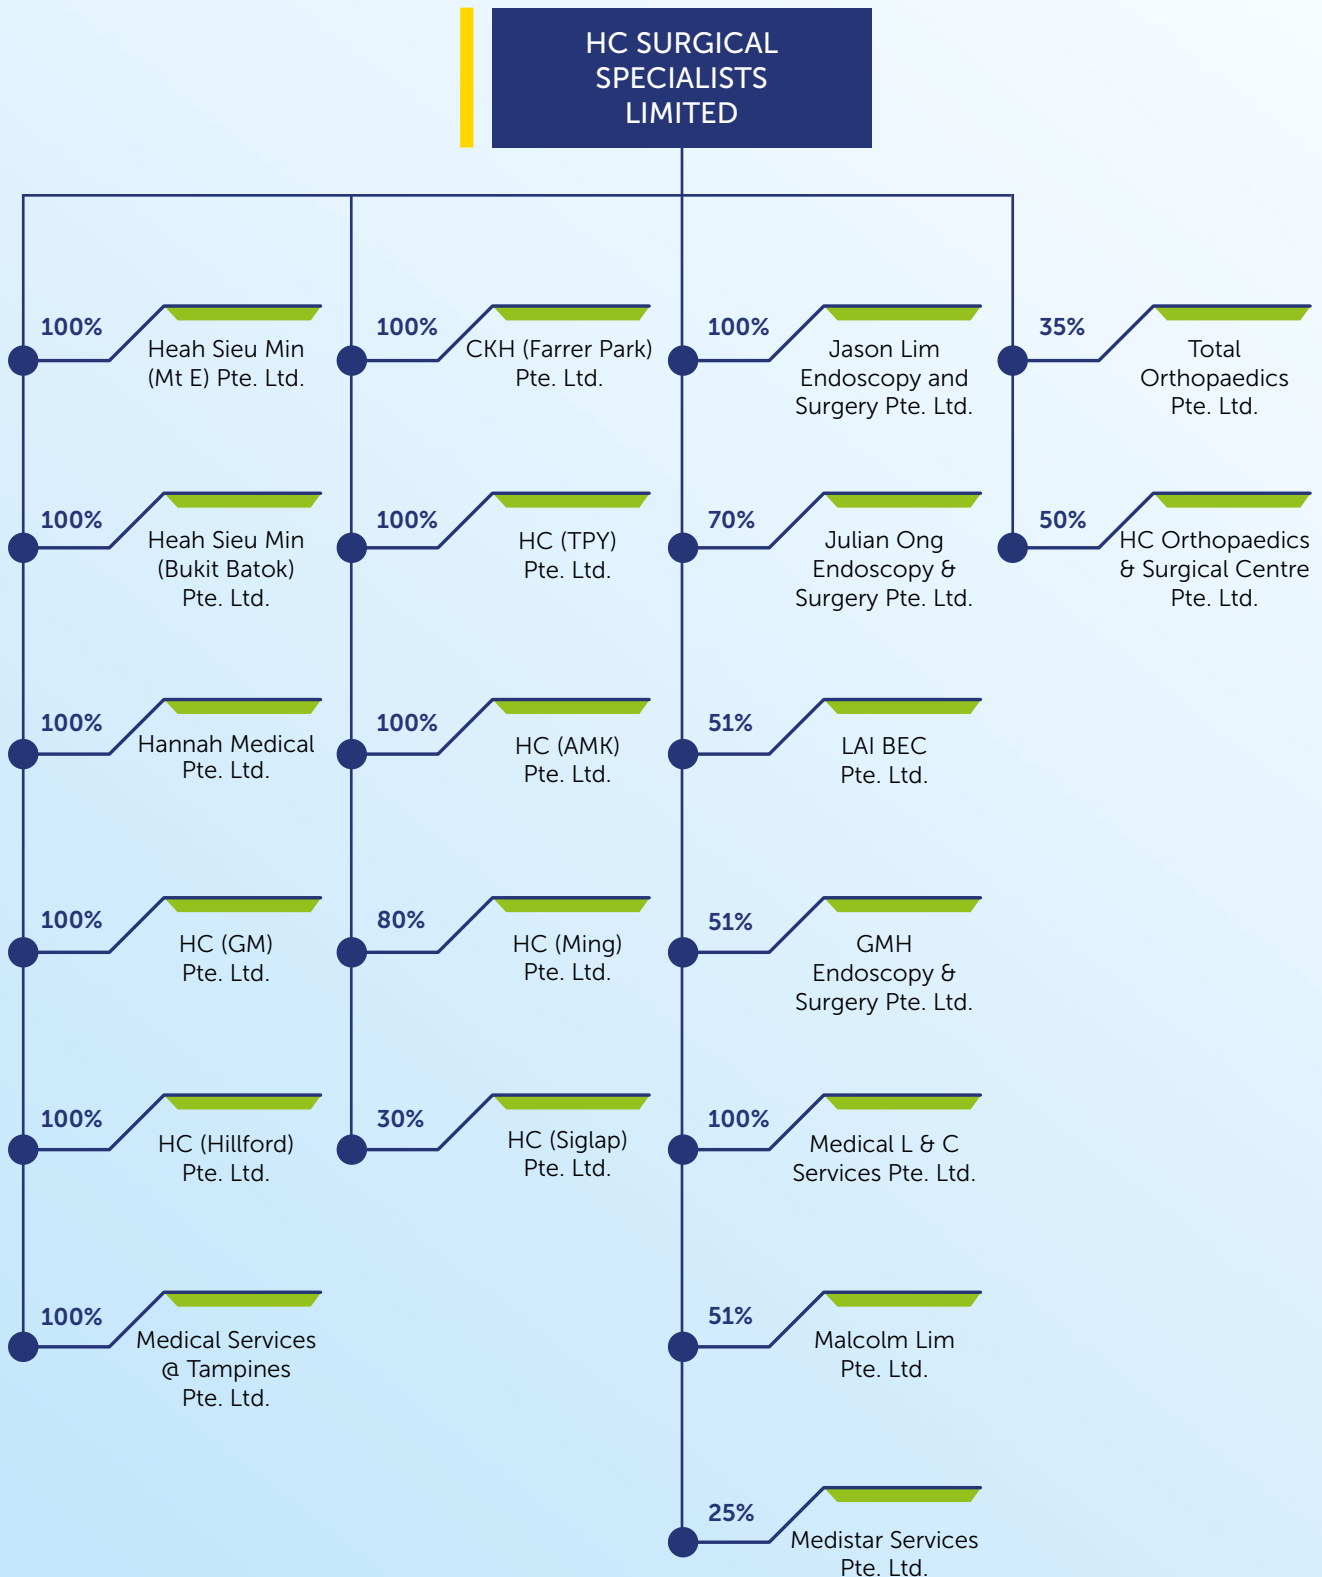 HC SURGICAL
SPECIALISTS
LIMITED
100%
Heah Sieu Min
(Mt E) Pte. Ltd.
100%
Heah Sieu Min
(Bukit Batok)
Pte. Ltd.
100%
Hannah Medical
Pte. Ltd.
100%
HC (GM)
Pte. Ltd.
100%
HC (Hillford)
Pte. Ltd.
100%
Medical Services
@ Tampines
Pte. Ltd.
100%
CKH (Farrer Park)
Pte. Ltd.
100%
HC (TPY)
Pte. Ltd.
100%
HC (AMK)
Pte. Ltd.
80%
HC (Ming)
Pte. Ltd.
30%
HC (Siglap)
Pte. Ltd.
100%
Jason Lim
Endoscopy and
Surgery Pte. Ltd.
70%
Julian Ong
Endoscopy &
Surgery Pte. Ltd.
51%
LAI BEC
Pte. Ltd.
51%
GMH
Endoscopy &
Surgery Pte. Ltd.
100%
Medical L & C
Services Pte. Ltd.
51%
Malcolm Lim
Pte. Ltd.
25%
Medistar Services
Pte. Ltd.
35%
Total
Orthopaedics
Pte. Ltd.
50%
HC Orthopaedics
& Surgical Centre
Pte. Ltd.